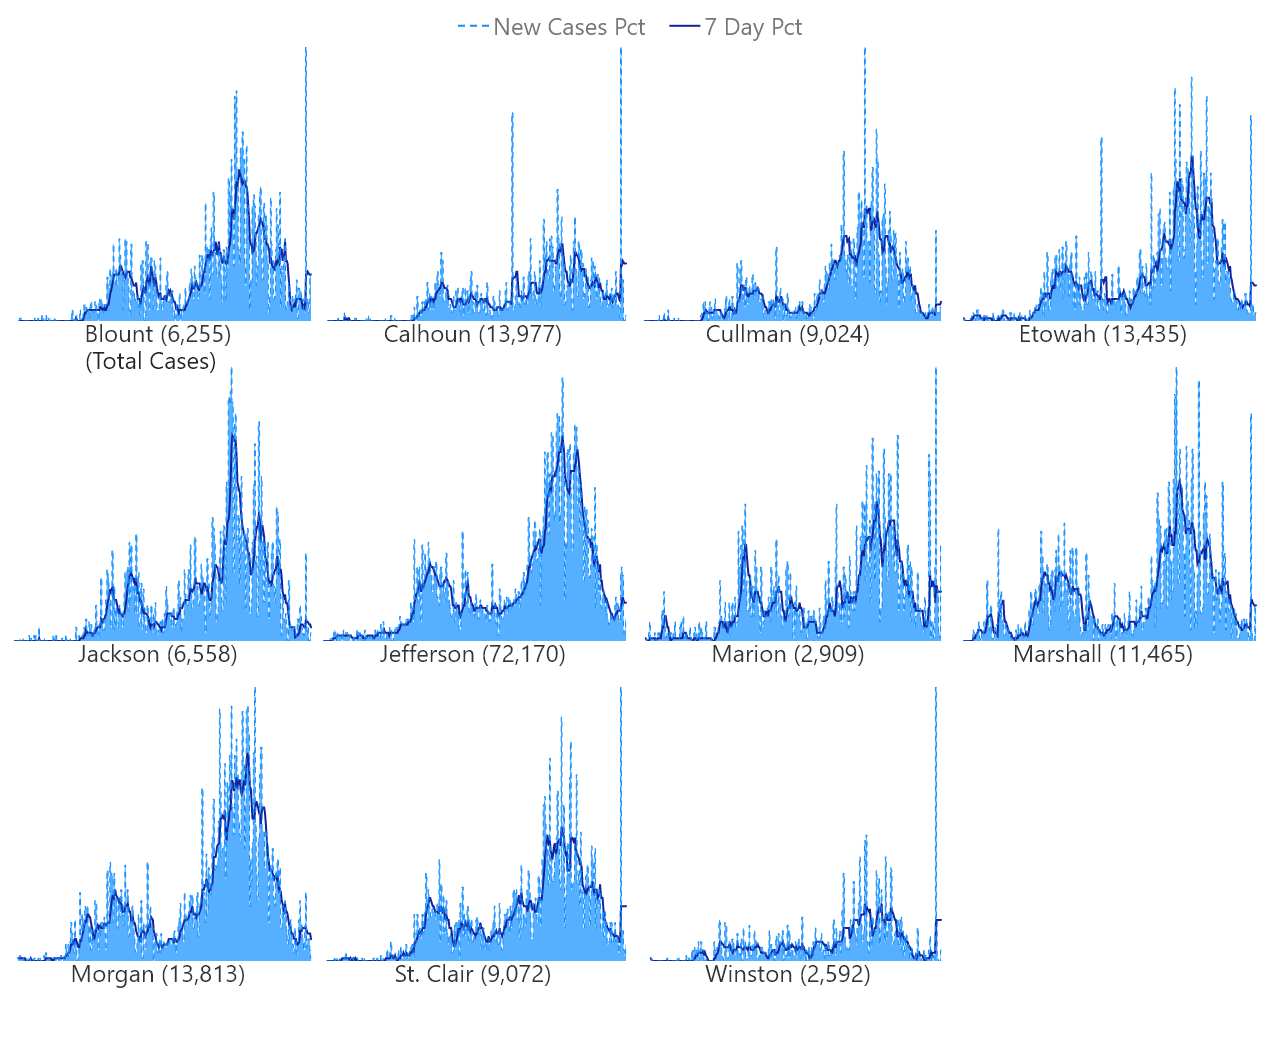 New Cases Pct 7 Day Pct
Blount (6,255) Calhoun (13,977) Cullman (9,024) Etowah (13,435)
(Total Cases)
Jackson (6,558) Jefferson (72,170) Marion (2,909) Marshall (11,465)
Morgan (13,813) St. Clair (9,072) Winston (2,592)